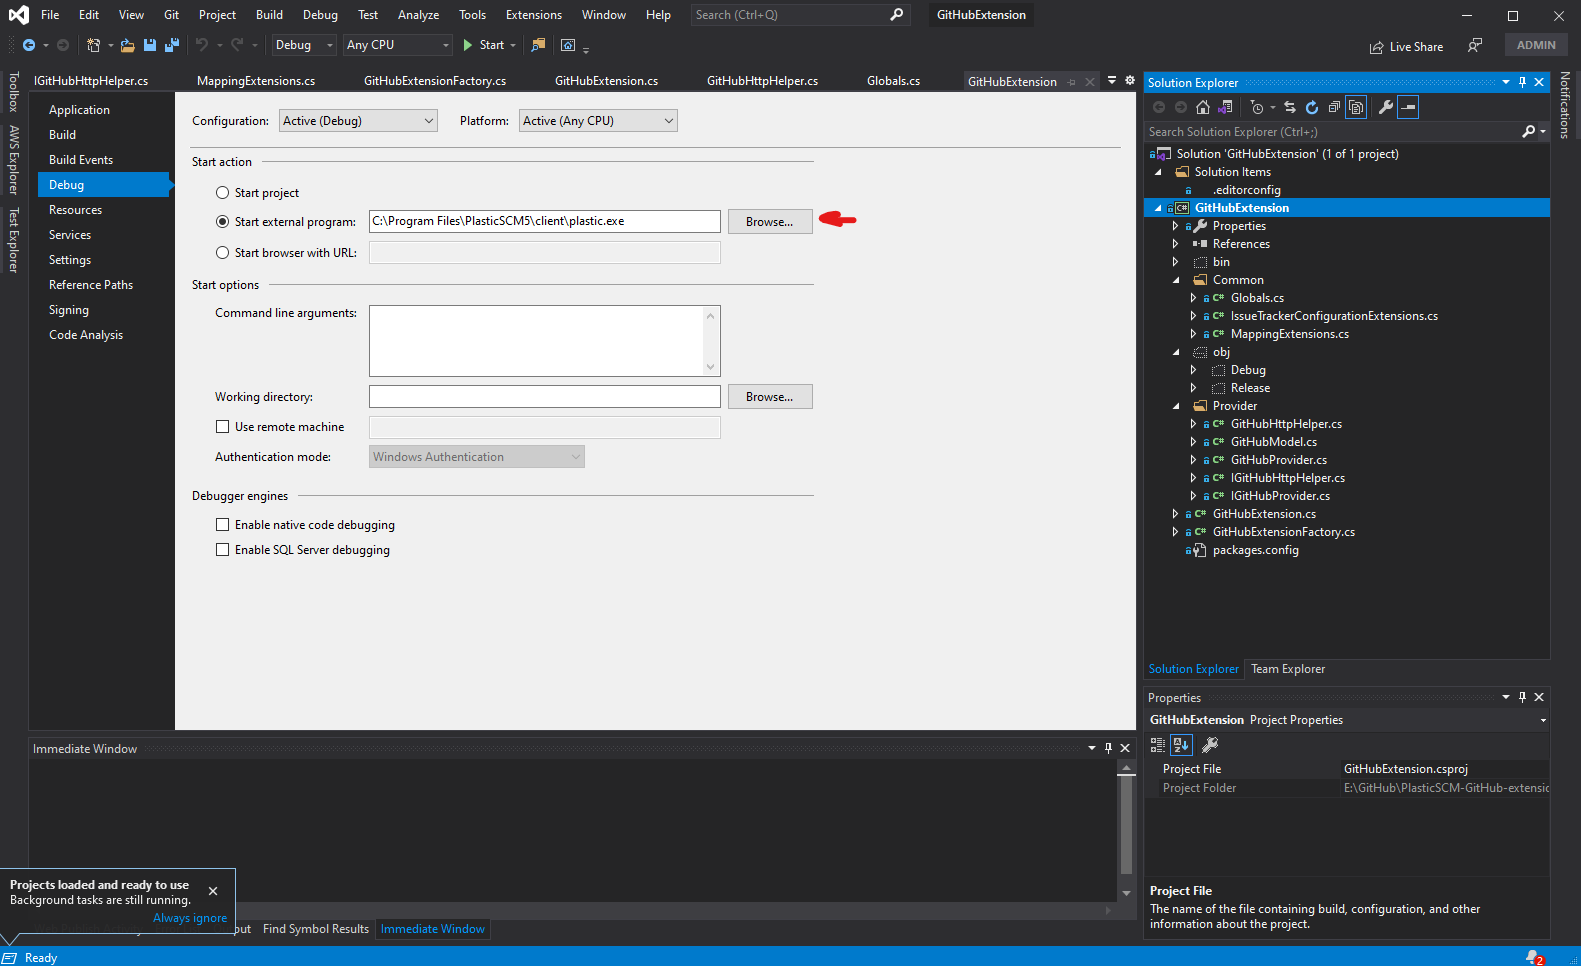 File Edit View Git Project Build Debug Test Analyze Tools Extensions Window Help Search (Ctrl+Q) GitHubExtension
Debug Any CPU Start Live Share ADMIN
IGitHubHttpHelper.cs MappingExtensions.cs GitHubExtensionFactory.cs GitHubExtension.cs GitHubHttpHelper.cs Globals.cs GitHubExtension
Toolbox
AWS Explorer
Test Explorer
Application
Build
Build Events
Debug
Resources
Services
Settings
Reference Paths
Signing
Code Analysis
Configuration: Active (Debug) Platform: Active (Any CPU)
Start action
Start project
Start external program: C:\Program Files\PlasticSCM5\client\plastic.exe Browse...
Start browser with URL:
Start options
Command line arguments:
Working directory: Browse...
Use remote machine
Authentication mode: Windows Authentication
Debugger engines
Enable native code debugging
Enable SQL Server debugging
Solution Explorer
Search Solution Explorer (Ctrl+;)
Solution 'GitHubExtension' (1 of 1 project)
Solution Items
.editorconfig
C# GitHubExtension
Properties
References
bin
Common
C# Globals.cs
C# IssueTrackerConfigurationExtensions.cs
C# MappingExtensions.cs
obj
Debug
Release
Provider
C# GitHubHttpHelper.cs
C# GitHubModel.cs
C# GitHubProvider.cs
C# IGitHubHttpHelper.cs
C# IGitHubProvider.cs
C# GitHubExtension.cs
C# GitHubExtensionFactory.cs
packages.config
Solution Explorer Team Explorer
Notifications
Properties
GitHubExtension Project Properties
Project File GitHubExtension.csproj
Project Folder E:\GitHub\PlasticSCM-GitHub-extensio
Project File
The name of the file containing build, configuration, and other
information about the project.
Immediate Window
Projects loaded and ready to use
Background tasks are still running.
Always ignore
put Find Symbol Results Immediate Window
Ready 2